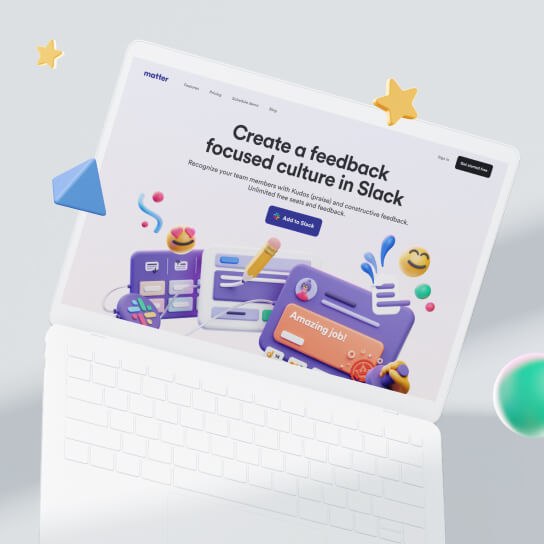 matter
Features
Pricing
Schedule demo
Blog
Sign in
Get started free
Create a feedback
focused culture in Slack
Recognize your team members with Kudos (praise) and constructive feedback.
Unlimited free seats and feedback.
Add to Slack
Amazing job!